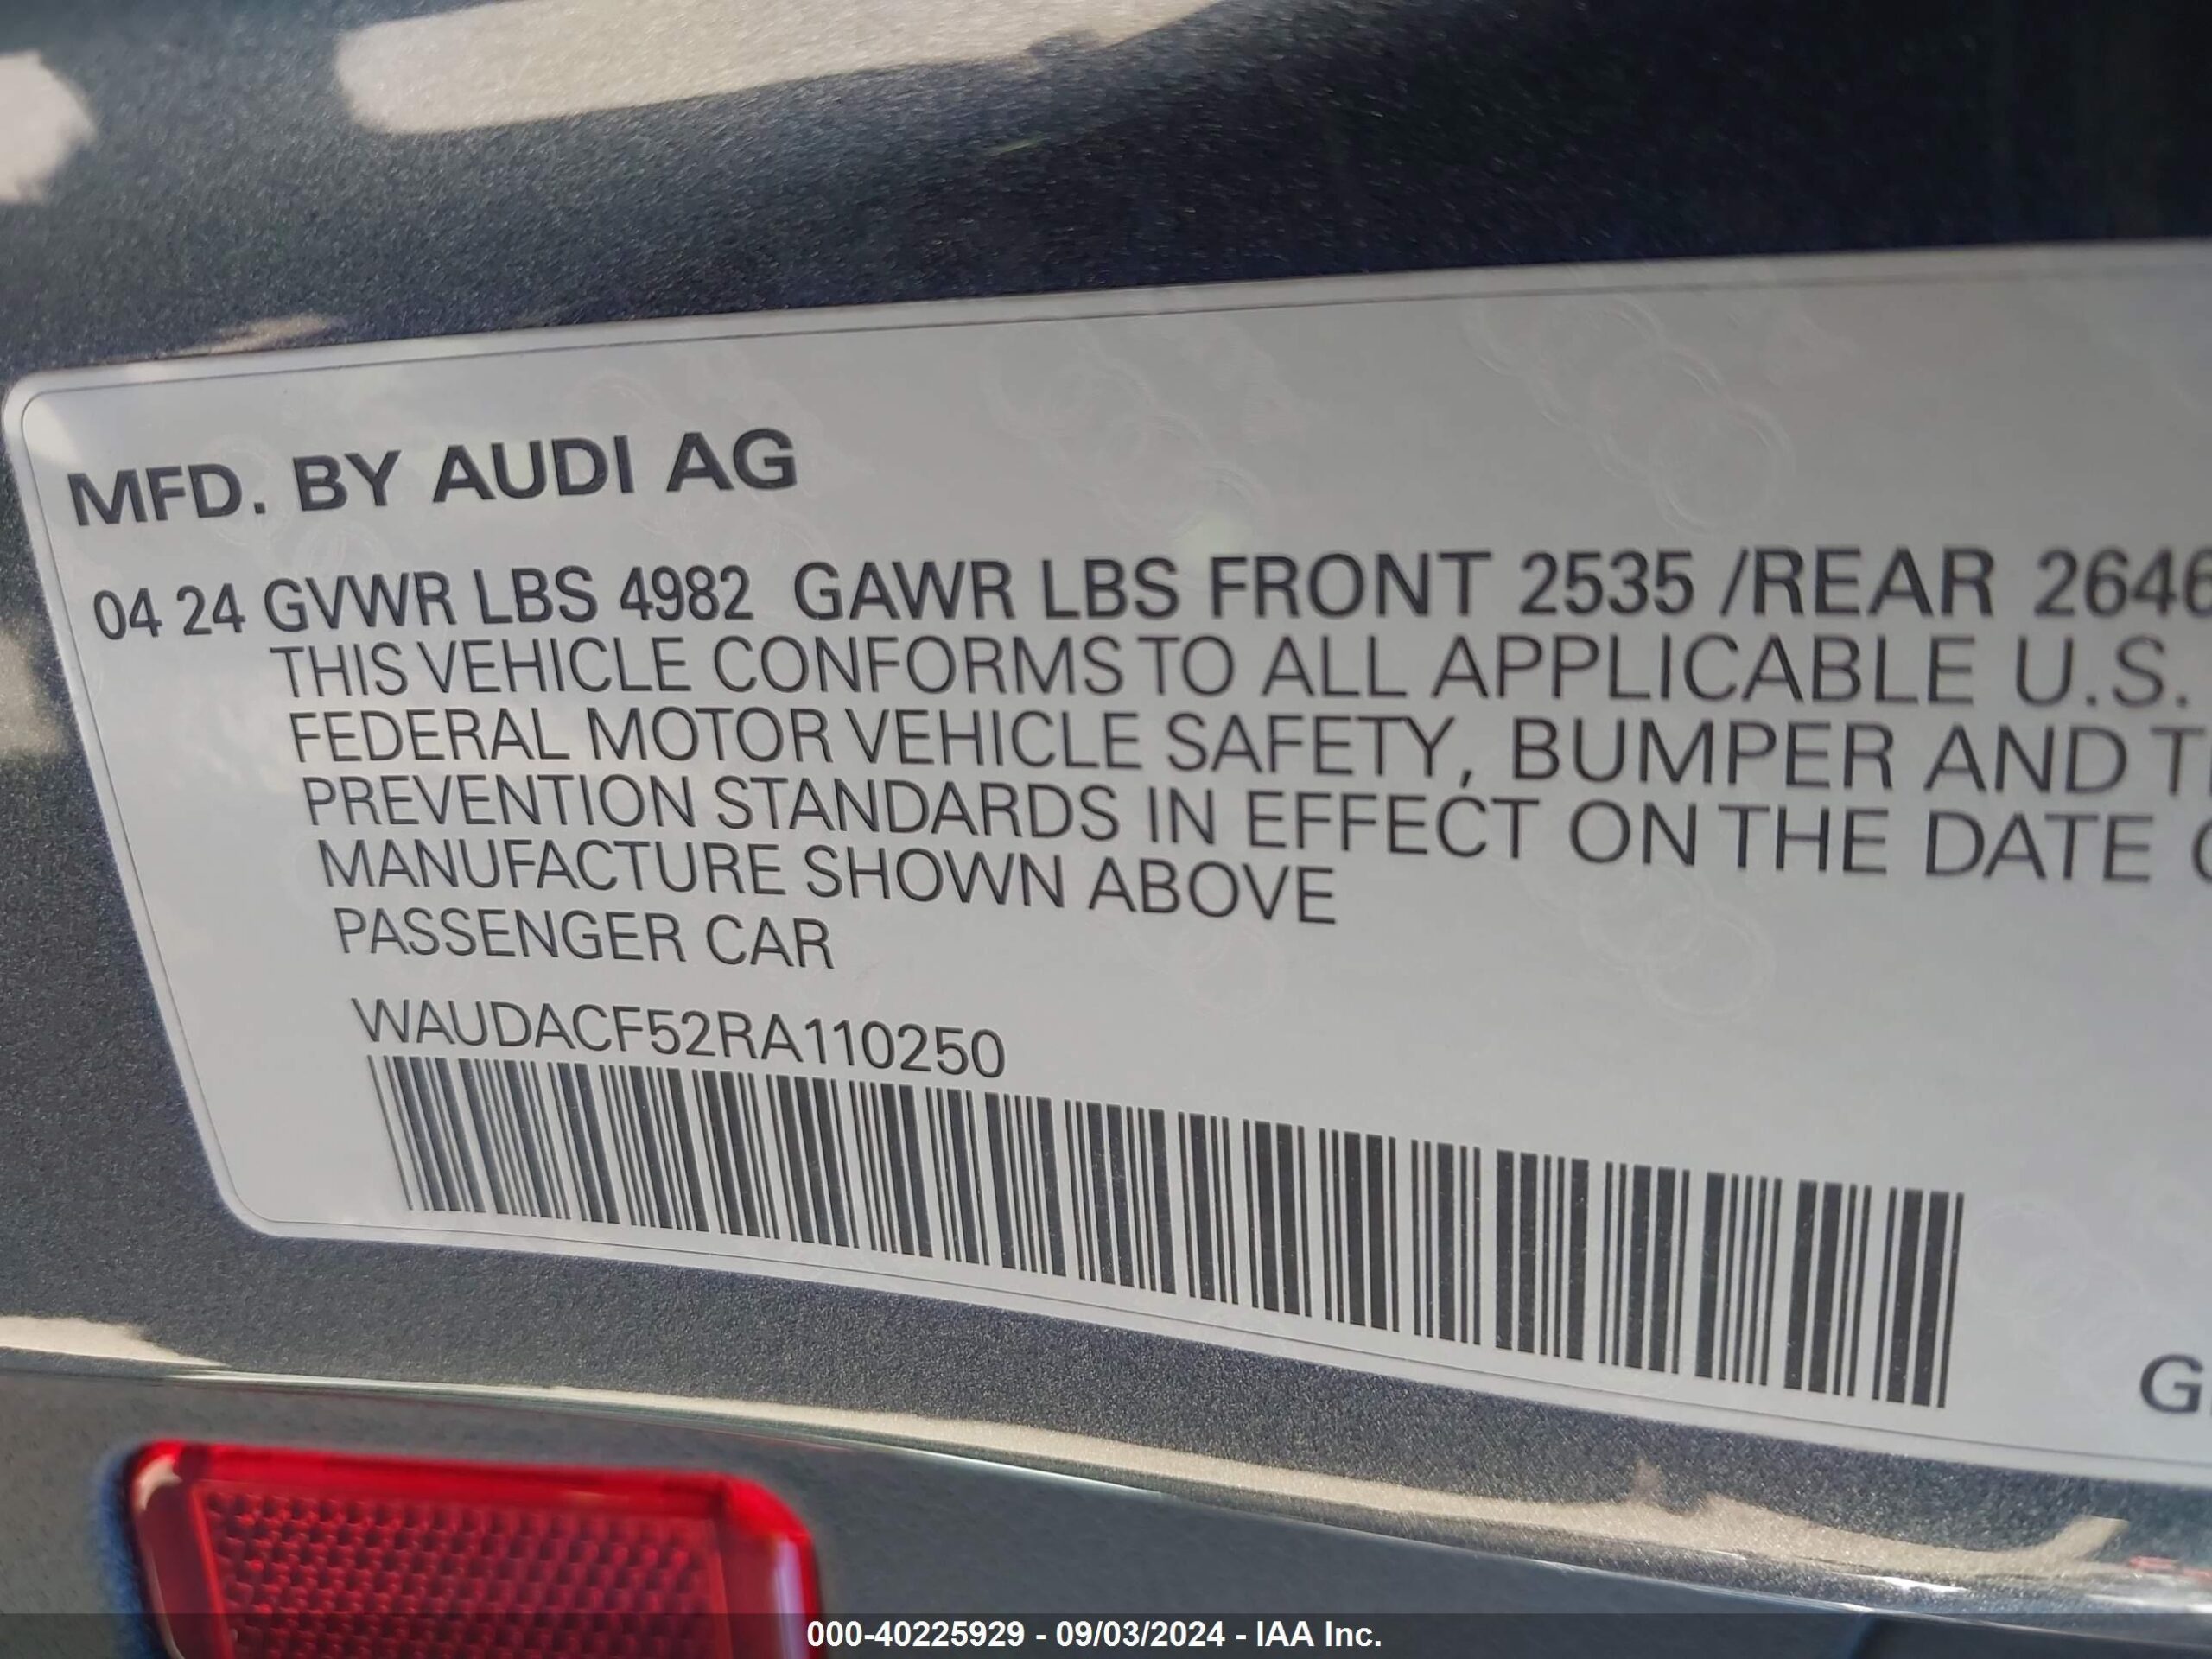 MFD. BY AUDI AG
04 24 GVWR LBS 4982 GAWR LBS FRONT 2535 /REAR 2646
THIS VEHICLE CONFORMS TO ALL APPLICABLE U.S.
FEDERAL MOTOR VEHICLE SAFETY, BUMPER AND
PREVENTION STANDARDS IN EFFECT ON THE DATE
MANUFACTURE SHOWN ABOVE
PASSENGER CAR
WAUDACF52RA110250
000-40225929 - 09/03/2024 - IAA Inc.